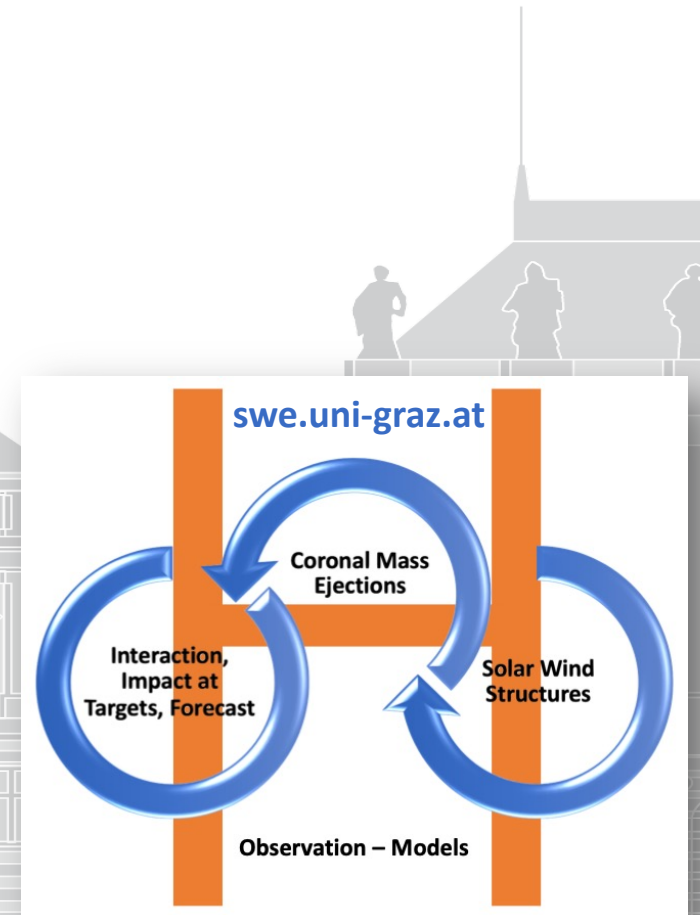 swe.uni-graz.at
Coronal Mass
Ejections
Interaction,
Impact at
Targets, Forecast
Solar Wind
Structures
Observation – Models